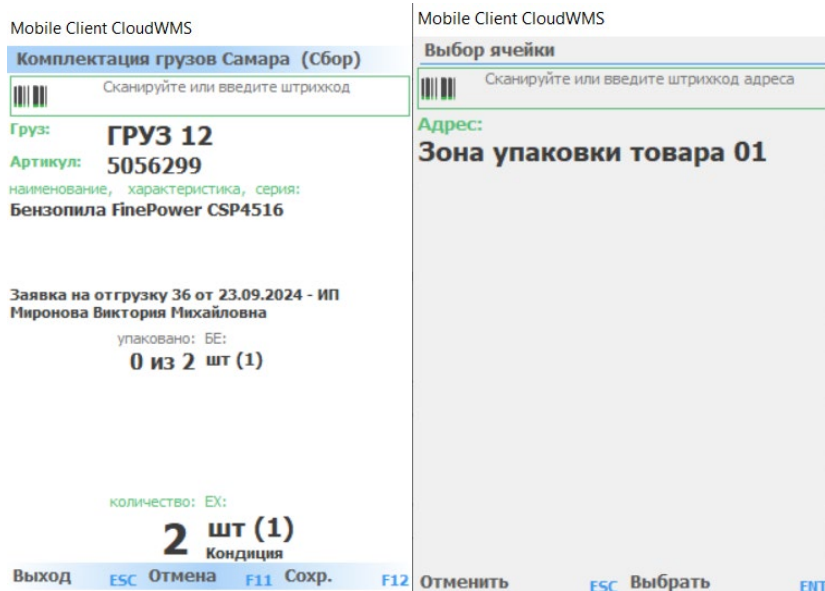 Mobile Client CloudWMS
Комплектация грузов Самара (Сбор)
Сканируйте или введите штрихкод
Груз: ГРУЗ 12
Артикул: 5056299
наименование, характеристика, серия:
Бензопила FinePower CSP4516
Заявка на отгрузку 36 от 23.09.2024 - ИП
Миронова Виктория Михайловна
упаковано: БЕ:
0 из 2 шт (1)
количество: ЕХ:
2 шт (1)
Кондиция
Выход ESC Отмена F11 Сохр. F12
Mobile Client CloudWMS
Выбор ячейки
Сканируйте или введите штрихкод адреса
Адрес:
Зона упаковки товара 01
Отменить ESC Выбрать ENT